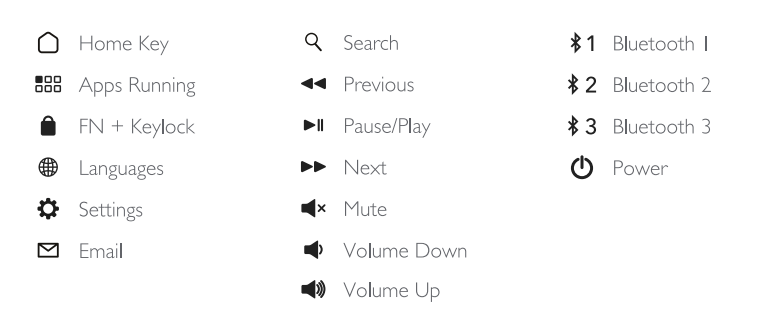 Home Key
Apps Running
FN + Keylock
Languages
Settings
Email
Search
Previous
Pause/Play
Next
Mute
Volume Down
Volume Up
1 Bluetooth 1
2 Bluetooth 2
3 Bluetooth 3
Power